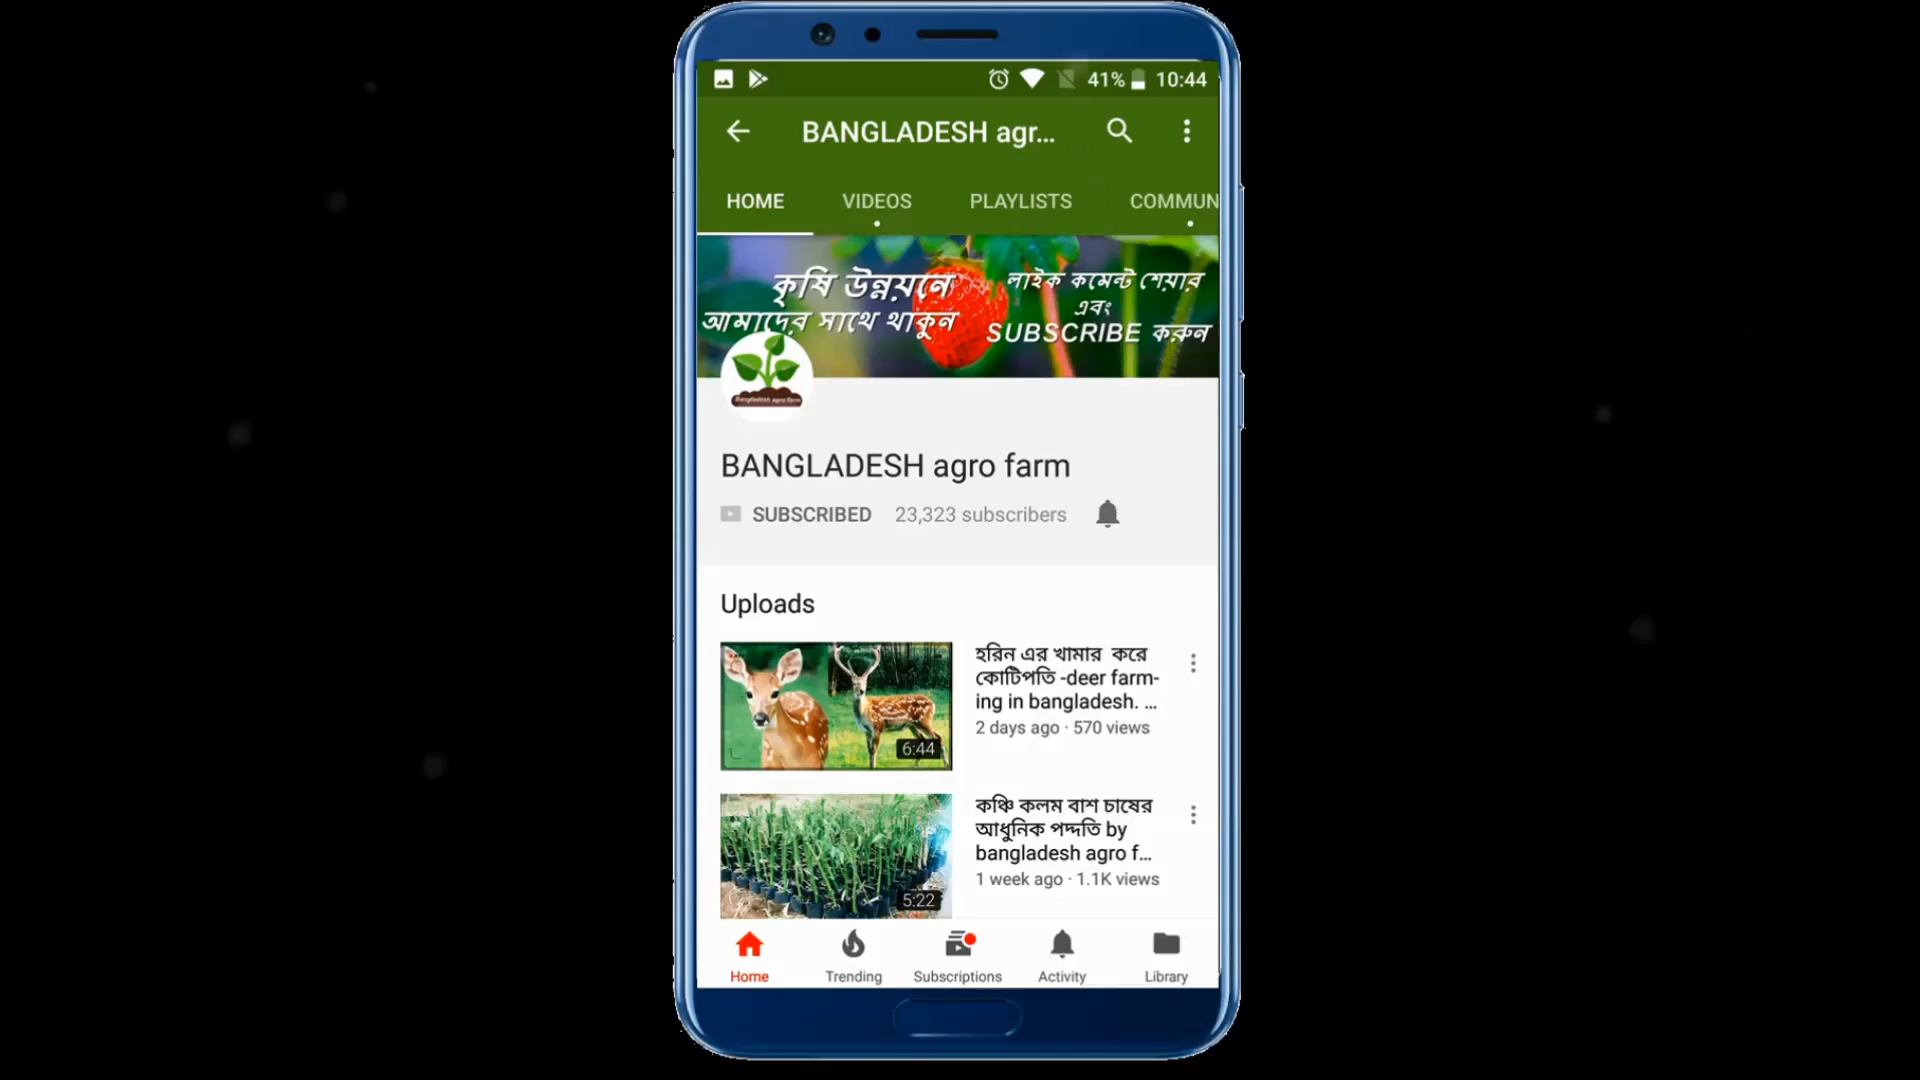 41% 10:44
BANGLADESH agr...
HOME VIDEOS PLAYLISTS COMMUN
কৃষি উন্নয়নে
আমাদের সাথে থাকুন
লাইক কমেন্ট শেয়ার
এবং
SUBSCRIBE করুন
Bangladesh agro farm
BANGLADESH agro farm
SUBSCRIBED 23,323 subscribers
Uploads
হরিন এর খামার করে
কোটিপতি -deer farm-
ing in bangladesh. ...
2 days ago · 570 views
6:44
কঞ্চি কলম বাশ চাষের
আধুনিক পদ্দতি by
bangladesh agro f...
1 week ago · 1.1K views
5:22
Home Trending Subscriptions Activity Library